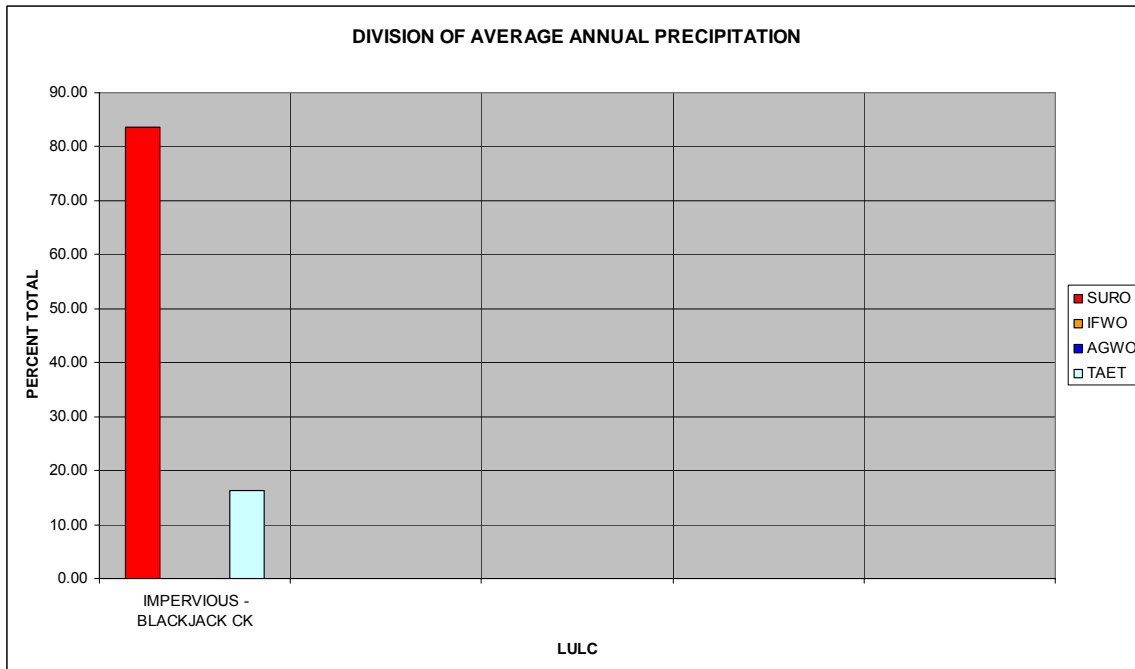 DIVISION OF AVERAGE ANNUAL PRECIPITATION
90.00
80.00
70.00
60.00
50.00
40.00
30.00
20.00
10.00
0.00
PERCENT TOTAL
IMPERVIOUS -
BLACKJACK CK
LULC
SURO
IFWO
AGWO
TAET